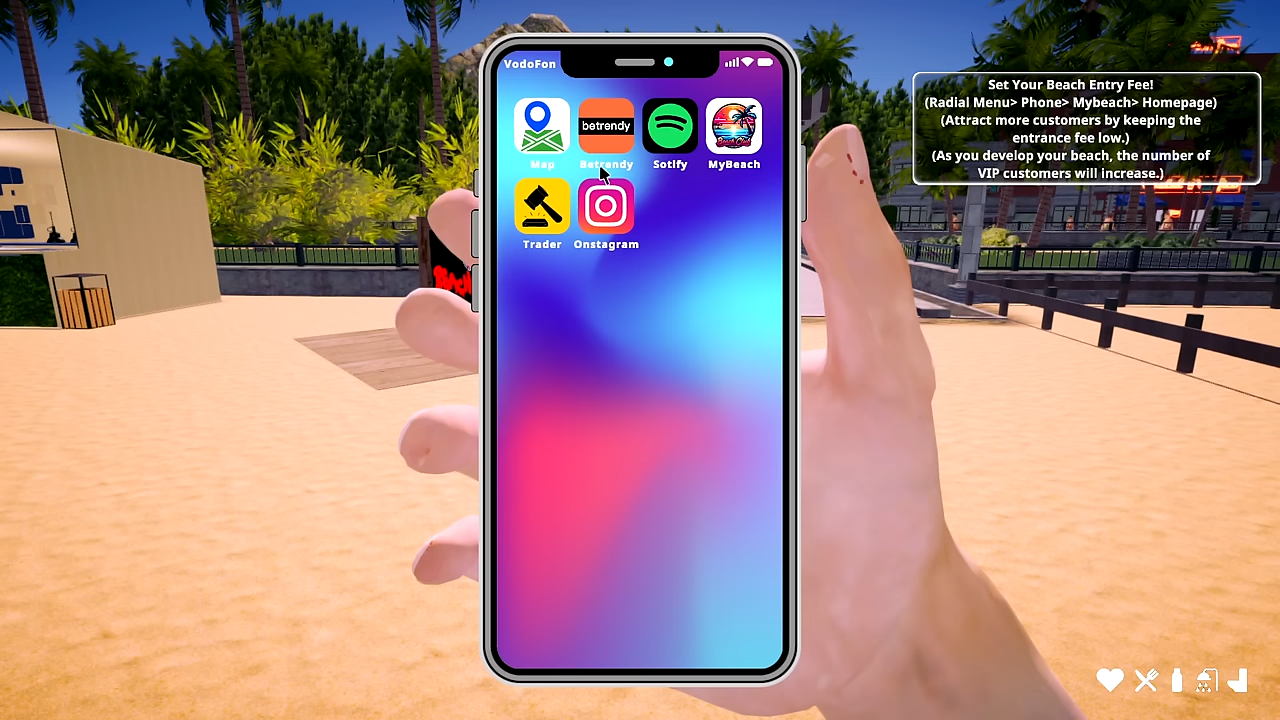 VodoFon
betrendy
Map
Betrendy
Sotify
MyBeach
Trader
Onstagram
Set Your Beach Entry Fee!
(Radial Menu> Phone> Mybeach> Homepage)
(Attract more customers by keeping the
entrance fee low.)
(As you develop your beach, the number of
VIP customers will increase.)